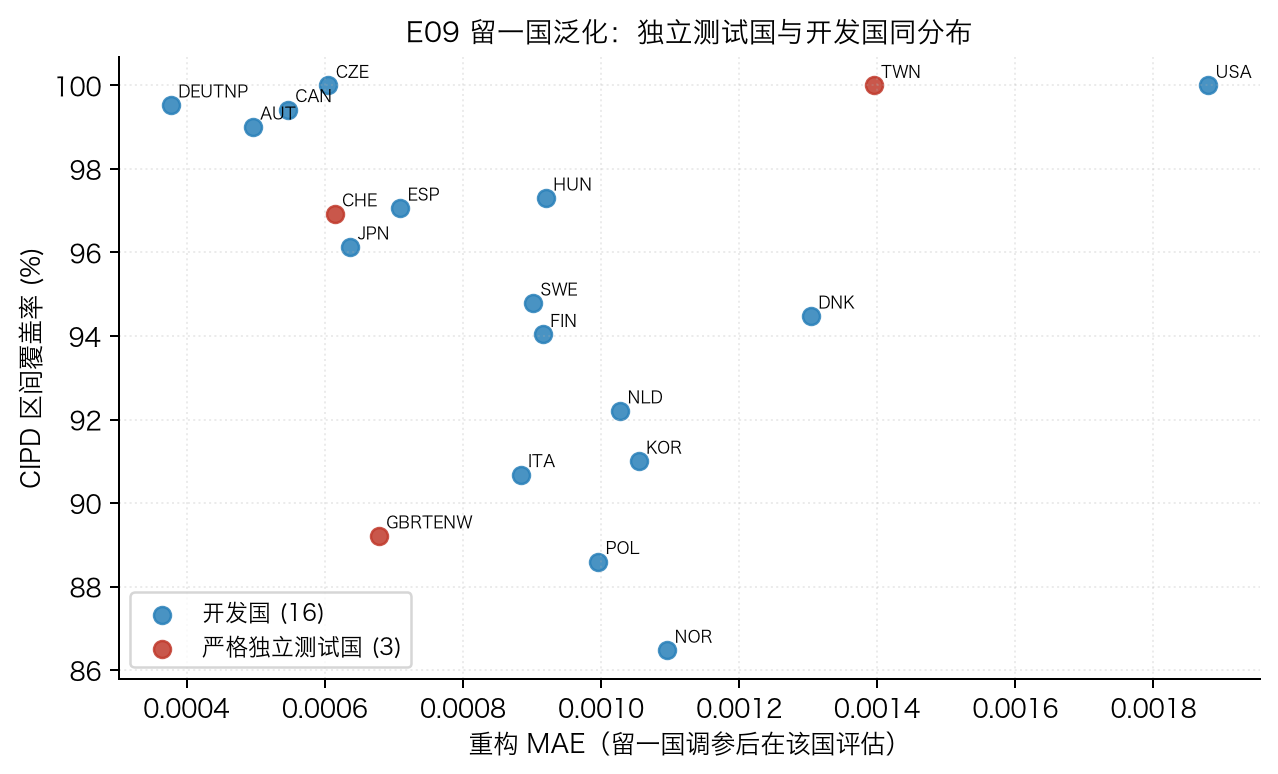 E09 留一国泛化：独立测试国与开发国同分布
CIPD 区间覆盖率 (%)
100
98
96
94
92
90
88
86
DEUTNP
CZE
CAN
AUT
TWN
USA
CHE
ESP
HUN
JPN
SWE
FIN
DNK
NLD
KOR
ITA
GBRTENW
POL
NOR
开发国 (16)
严格独立测试国 (3)
0.0004 0.0006 0.0008 0.0010 0.0012 0.0014 0.0016 0.0018
重构 MAE（留一国调参后在该国评估）